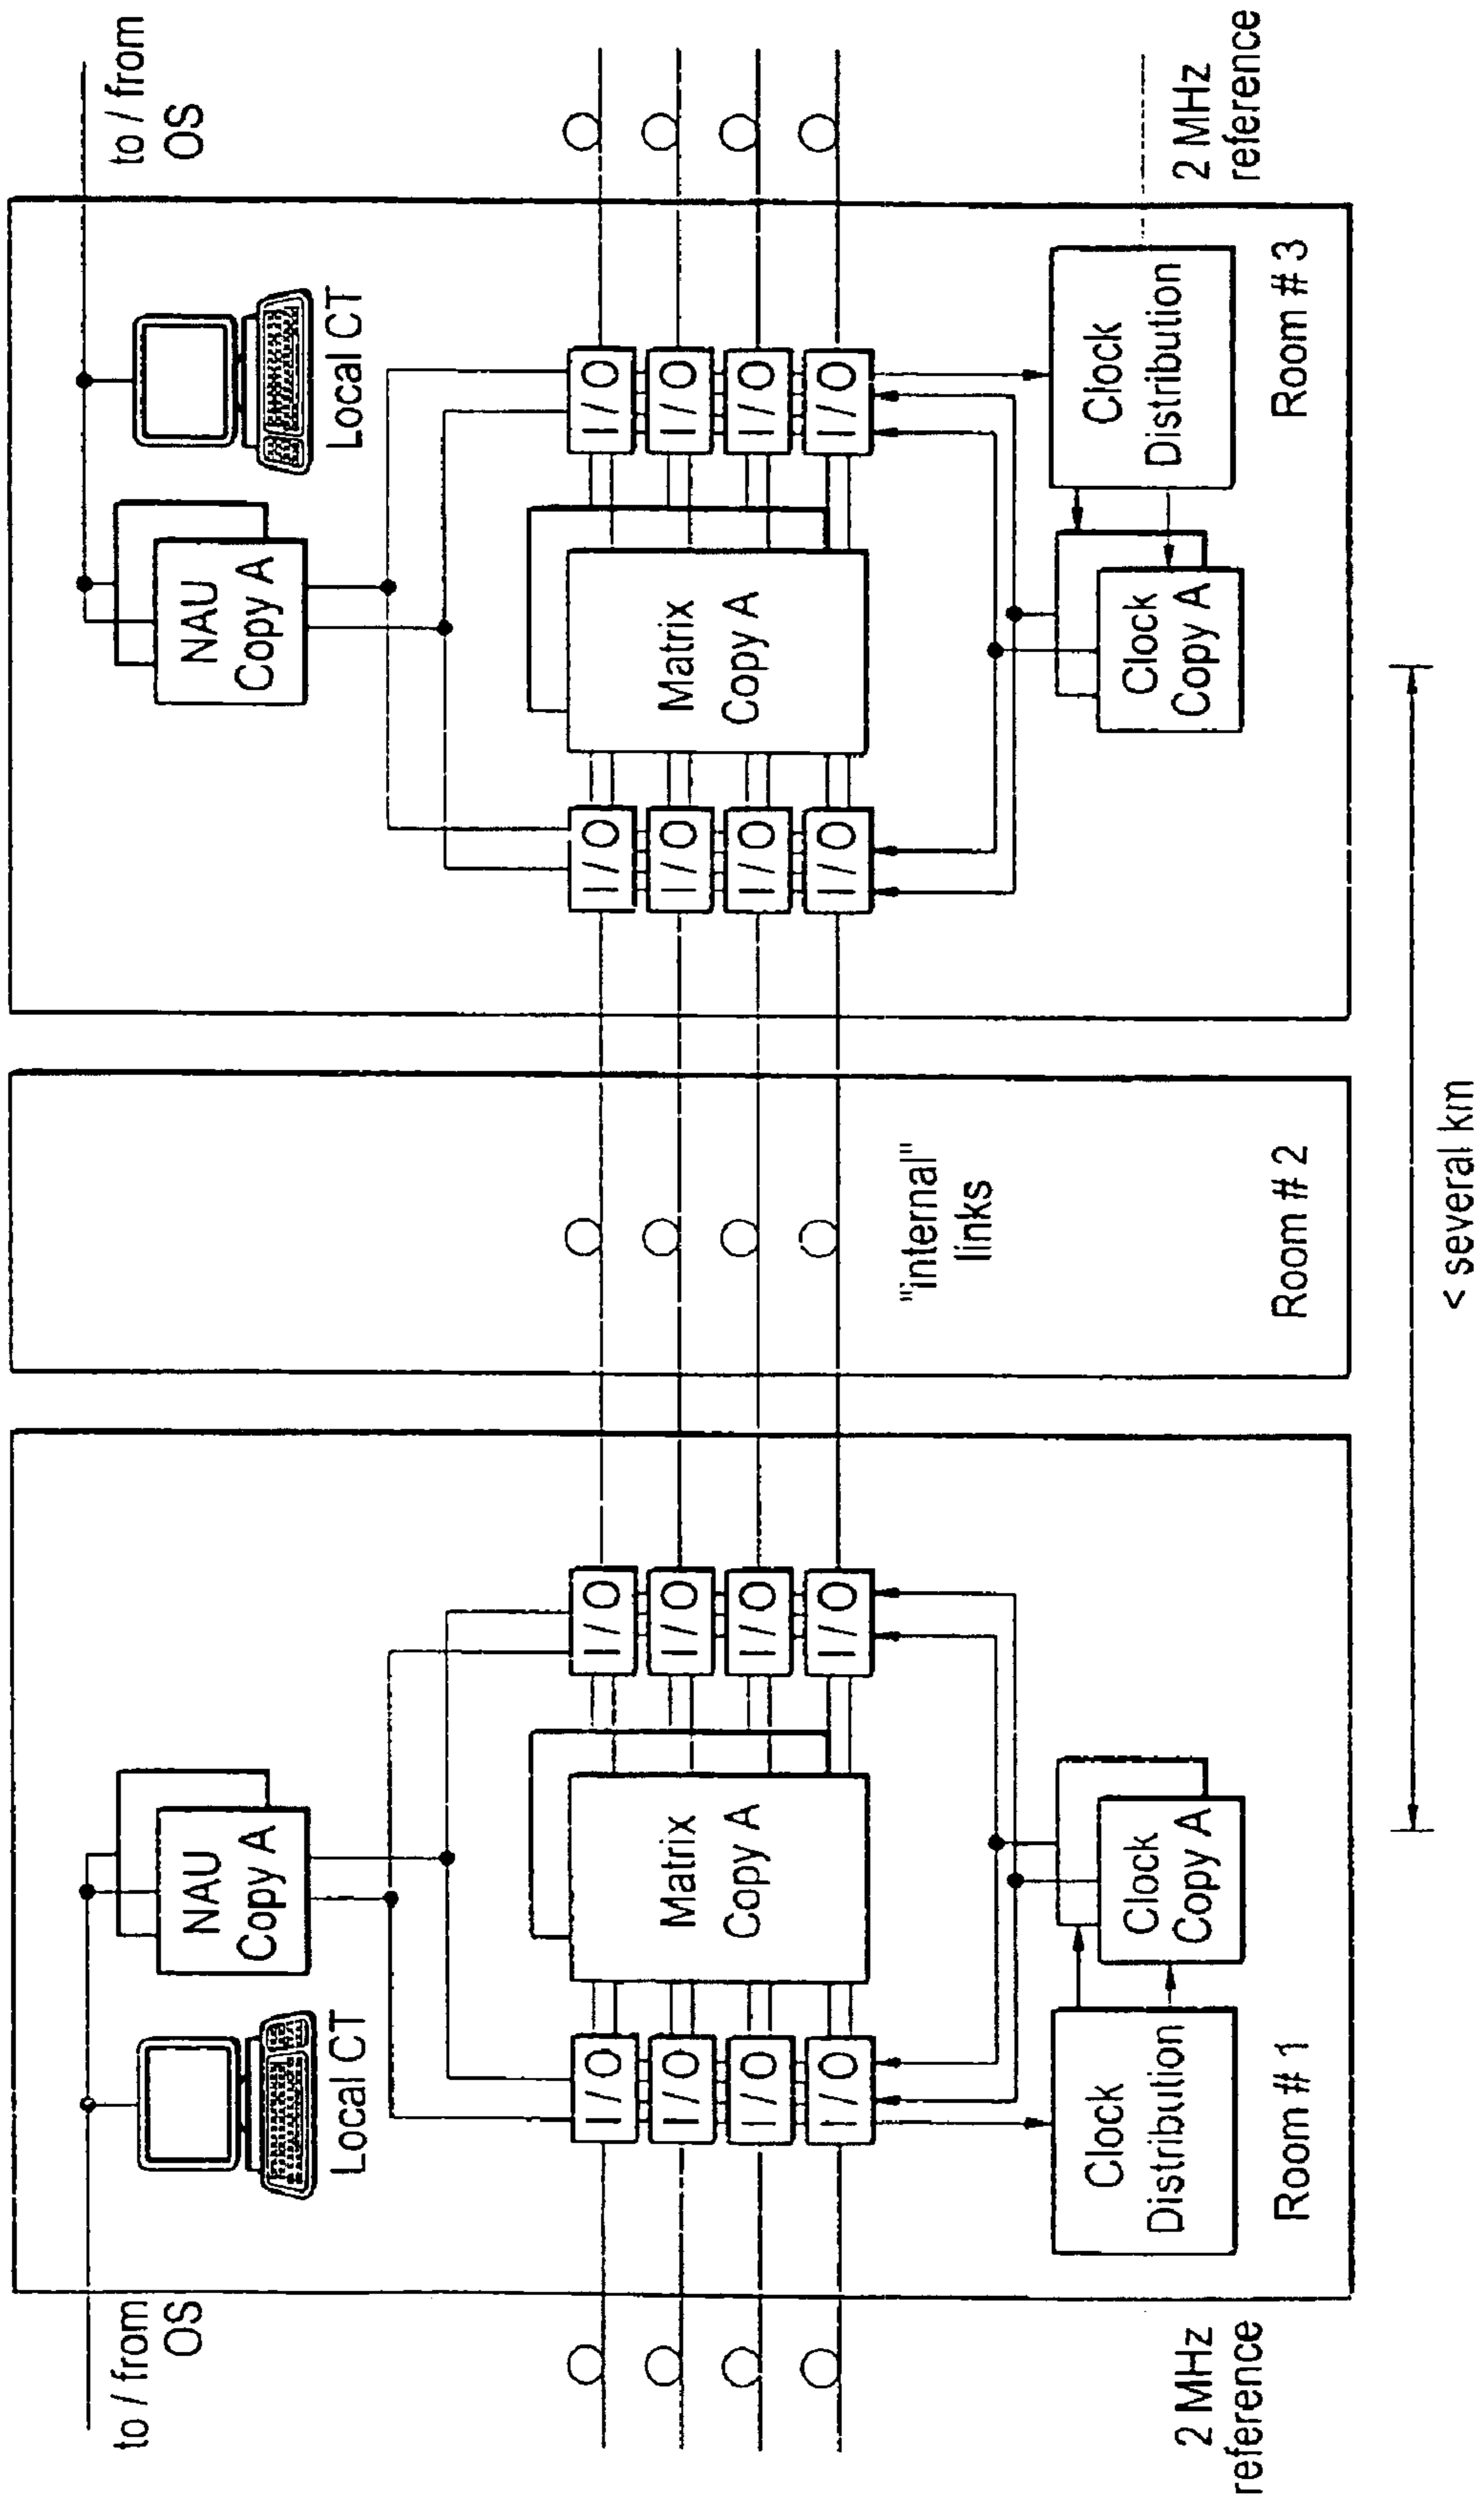 to / from
OS
Local CT
NAU
Copy A
I / O
I / O
I / O
I / O
Matrix
Copy A
I / O
I / O
I / O
I / O
Clock
Distribution
Clock
Copy A
Room # 1
2 MHz
reference
"internal"
links
Room # 2
to / from
OS
NAU
Copy A
Local CT
I / O
I / O
I / O
I / O
Matrix
Copy A
I / O
I / O
I / O
I / O
Clock
Copy A
Clock
Distribution
Room # 3
2 MHz
reference
< several km